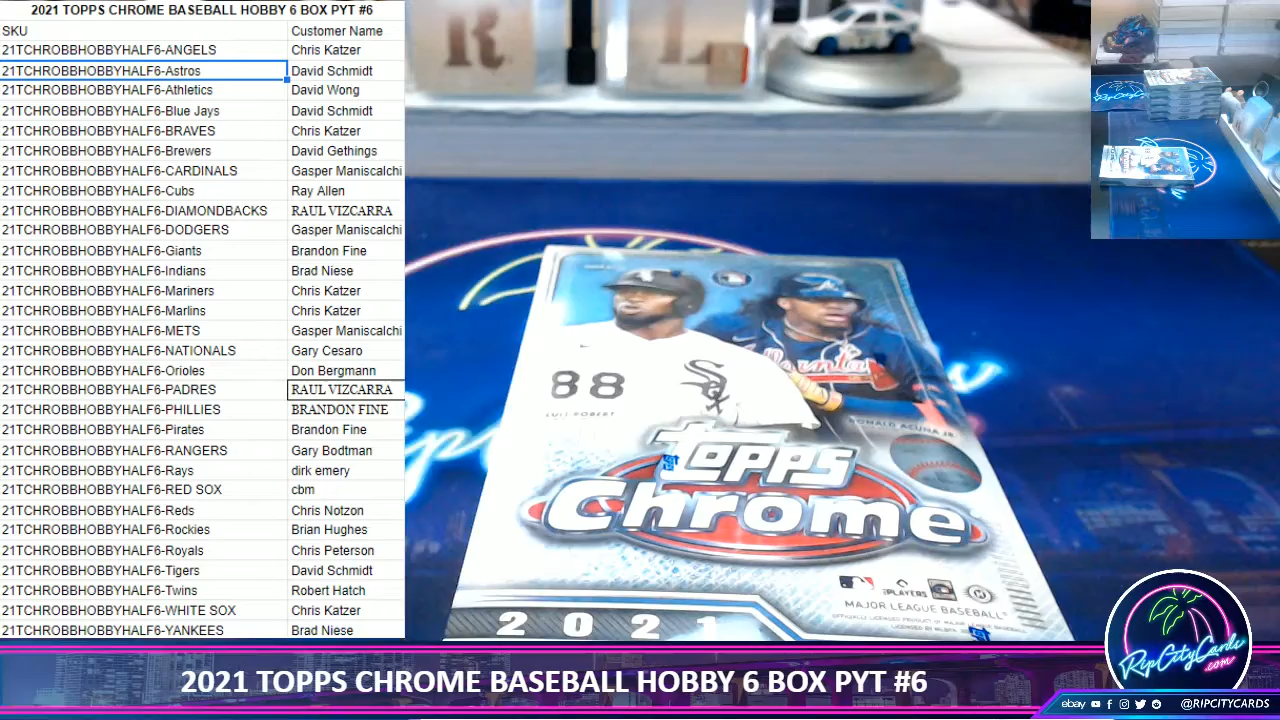 2021 TOPPS CHROME BASEBALL HOBBY 6 BOX PYT #6
SKU Customer Name
21TCHROBBHOBBYHALF6-ANGELS Chris Katzer
21TCHROBBHOBBYHALF6-Astros David Schmidt
21TCHROBBHOBBYHALF6-Athletics David Wong
21TCHROBBHOBBYHALF6-Blue Jays David Schmidt
21TCHROBBHOBBYHALF6-BRAVES Chris Katzer
21TCHROBBHOBBYHALF6-Brewers David Gethings
21TCHROBBHOBBYHALF6-CARDINALS Gasper Maniscalchi
21TCHROBBHOBBYHALF6-Cubs Ray Allen
21TCHROBBHOBBYHALF6-DIAMONDBACKS RAUL VIZCARRA
21TCHROBBHOBBYHALF6-DODGERS Gasper Maniscalchi
21TCHROBBHOBBYHALF6-Giants Brandon Fine
21TCHROBBHOBBYHALF6-Indians Brad Niese
21TCHROBBHOBBYHALF6-Mariners Chris Katzer
21TCHROBBHOBBYHALF6-Marlins Chris Katzer
21TCHROBBHOBBYHALF6-METS Gasper Maniscalchi
21TCHROBBHOBBYHALF6-NATIONALS Gary Cesaro
21TCHROBBHOBBYHALF6-Orioles Don Bergmann
21TCHROBBHOBBYHALF6-PADRES RAUL VIZCARRA
21TCHROBBHOBBYHALF6-PHILLIES BRANDON FINE
21TCHROBBHOBBYHALF6-Pirates Brandon Fine
21TCHROBBHOBBYHALF6-RANGERS Gary Bodtman
21TCHROBBHOBBYHALF6-Rays dirk emery
21TCHROBBHOBBYHALF6-RED SOX cbm
21TCHROBBHOBBYHALF6-Reds Chris Notzon
21TCHROBBHOBBYHALF6-Rockies Brian Hughes
21TCHROBBHOBBYHALF6-Royals Chris Peterson
21TCHROBBHOBBYHALF6-Tigers David Schmidt
21TCHROBBHOBBYHALF6-Twins Robert Hatch
21TCHROBBHOBBYHALF6-WHITE SOX Chris Katzer
21TCHROBBHOBBYHALF6-YANKEES Brad Niese
R L
88
LUIS ROBERT
RONALD ACUÑA JR.
Topps
Chrome
PLAYERS
MAJOR LEAGUE BASEBALL
2021
RipCityCards
.com
2021 TOPPS CHROME BASEBALL HOBBY 6 BOX PYT #6
ebay @RIPCITYCARDS